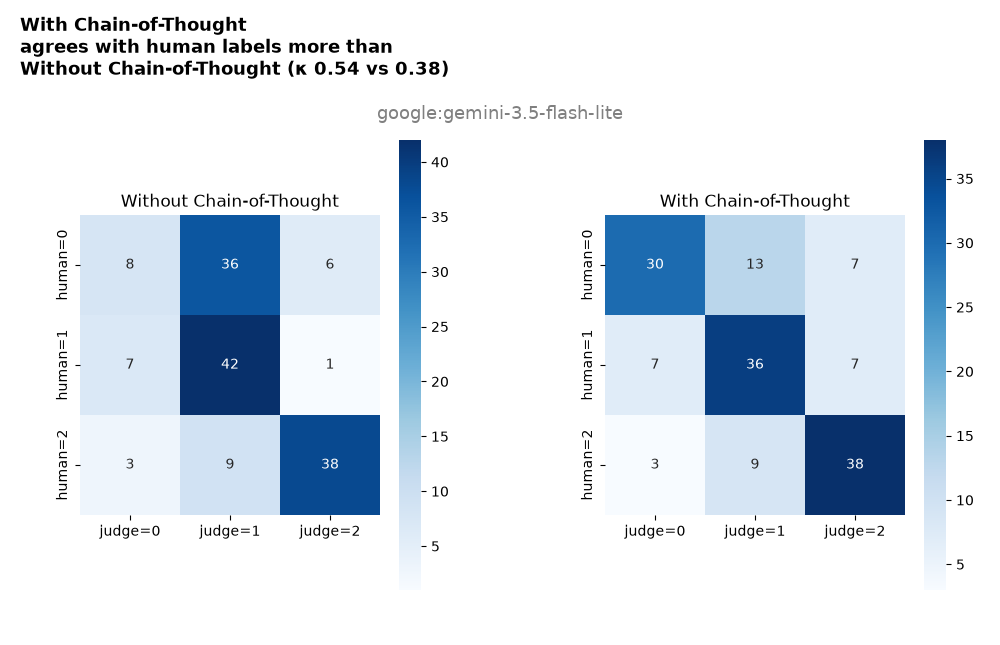 With Chain-of-Thought
agrees with human labels more than
Without Chain-of-Thought (κ 0.54 vs 0.38)
google:gemini-3.5-flash-lite
Without Chain-of-Thought
human=0
8 36 6
human=1
7 42 1
human=2
3 9 38
judge=0 judge=1 judge=2
40
35
30
25
20
15
10
5
With Chain-of-Thought
human=0
30 13 7
human=1
7 36 7
human=2
3 9 38
judge=0 judge=1 judge=2
35
30
25
20
15
10
5